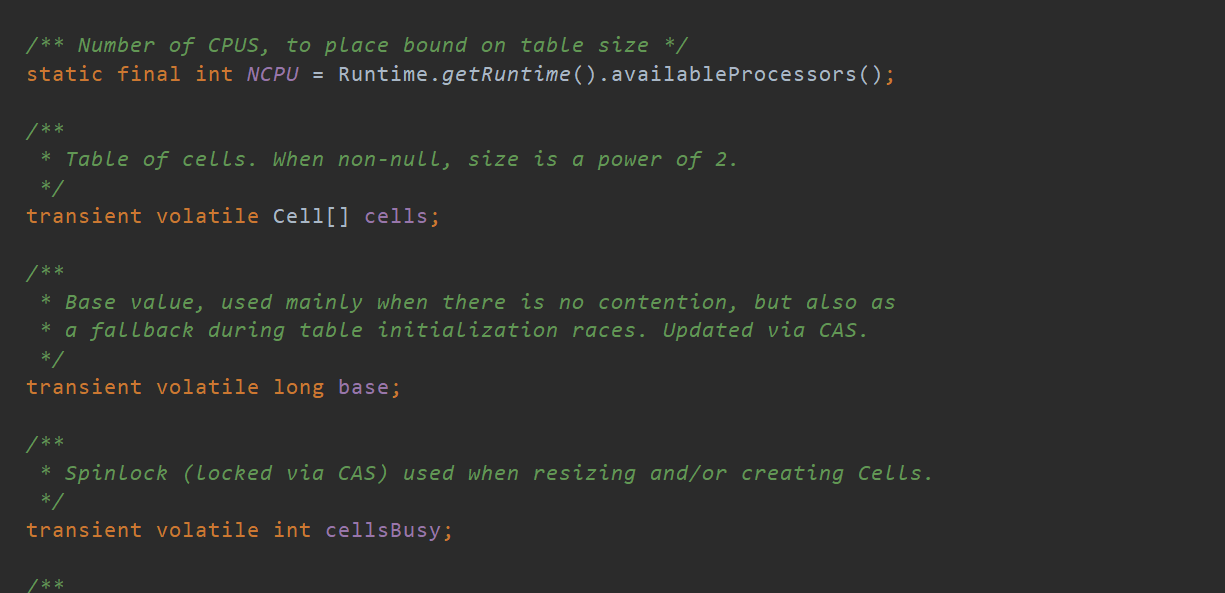 /** Number of CPUS, to place bound on table size */
static final int NCPU = Runtime.getRuntime().availableProcessors();
/**
* Table of cells. When non-null, size is a power of 2.
*/
transient volatile Cell[] cells;
/**
* Base value, used mainly when there is no contention, but also as
* a fallback during table initialization races. Updated via CAS.
*/
transient volatile long base;
/**
* Spinlock (locked via CAS) used when resizing and/or creating Cells.
*/
transient volatile int cellsBusy;
/**